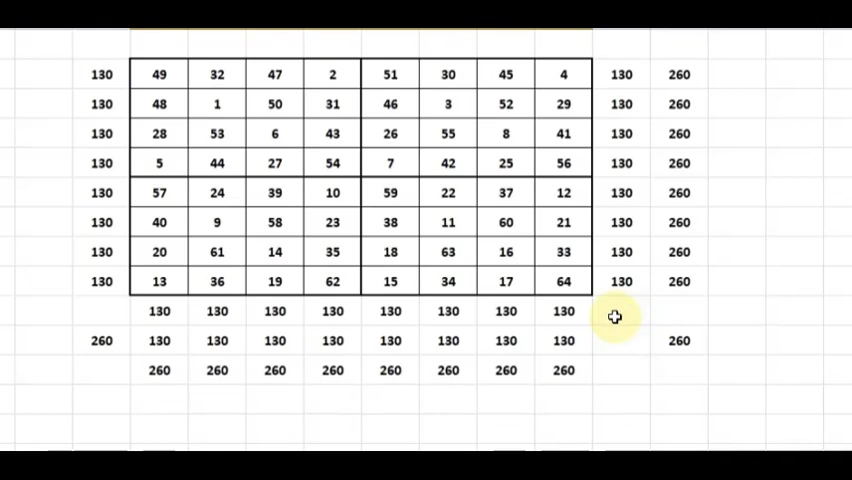 130 49 32 47 2 51 30 45 4 130 260
130 48 1 50 31 46 3 52 29 130 260
130 28 53 6 43 26 55 8 41 130 260
130 5 44 27 54 7 42 25 56 130 260
130 57 24 39 10 59 22 37 12 130 260
130 40 9 58 23 38 11 60 21 130 260
130 20 61 14 35 18 63 16 33 130 260
130 13 36 19 62 15 34 17 64 130 260
130 130 130 130 130 130 130 130
260 130 130 130 130 130 130 130 130 260
260 260 260 260 260 260 260 260